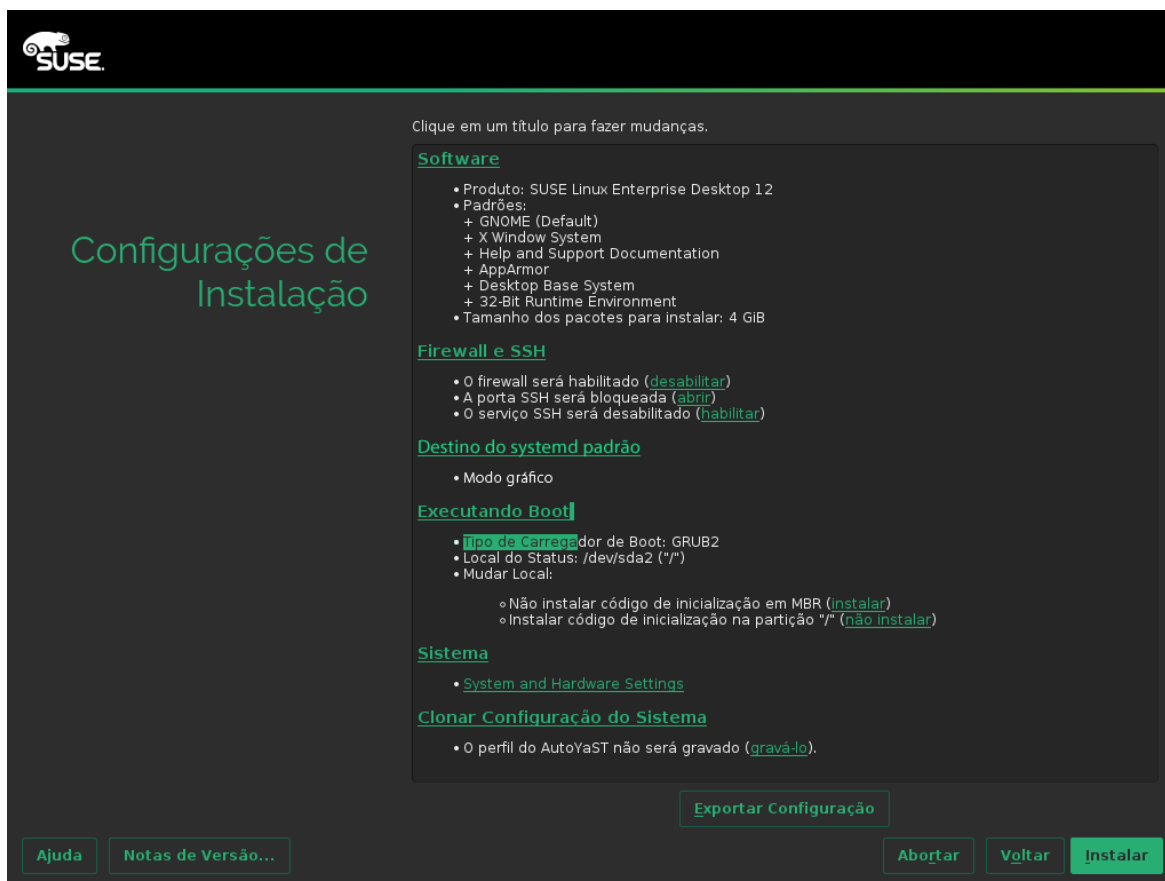 SUSE.
Clique em um título para fazer mudanças.
Configurações de
Instalação
Software
• Produto: SUSE Linux Enterprise Desktop 12
• Padrões:
+ GNOME (Default)
+ X Window System
+ Help and Support Documentation
+ AppArmor
+ Desktop Base System
+ 32-Bit Runtime Environment
• Tamanho dos pacotes para instalar: 4 GiB
Firewall e SSH
• O firewall será habilitado (desabilitar)
• A porta SSH será bloqueada (abrir)
• O serviço SSH será desabilitado (habilitar)
Destino do systemd padrão
• Modo gráfico
Executando Boot
• Tipo de Carregador de Boot: GRUB2
• Local do Status: /dev/sda2 ("/")
• Mudar Local:
◦ Não instalar código de inicialização em MBR (instalar)
◦ Instalar código de inicialização na partição "/" (não instalar)
Sistema
• System and Hardware Settings
Clonar Configuração do Sistema
• O perfil do AutoYaST não será gravado (gravá-lo).
Exportar Configuração
Ajuda Notas de Versão... Abortar Voltar Instalar